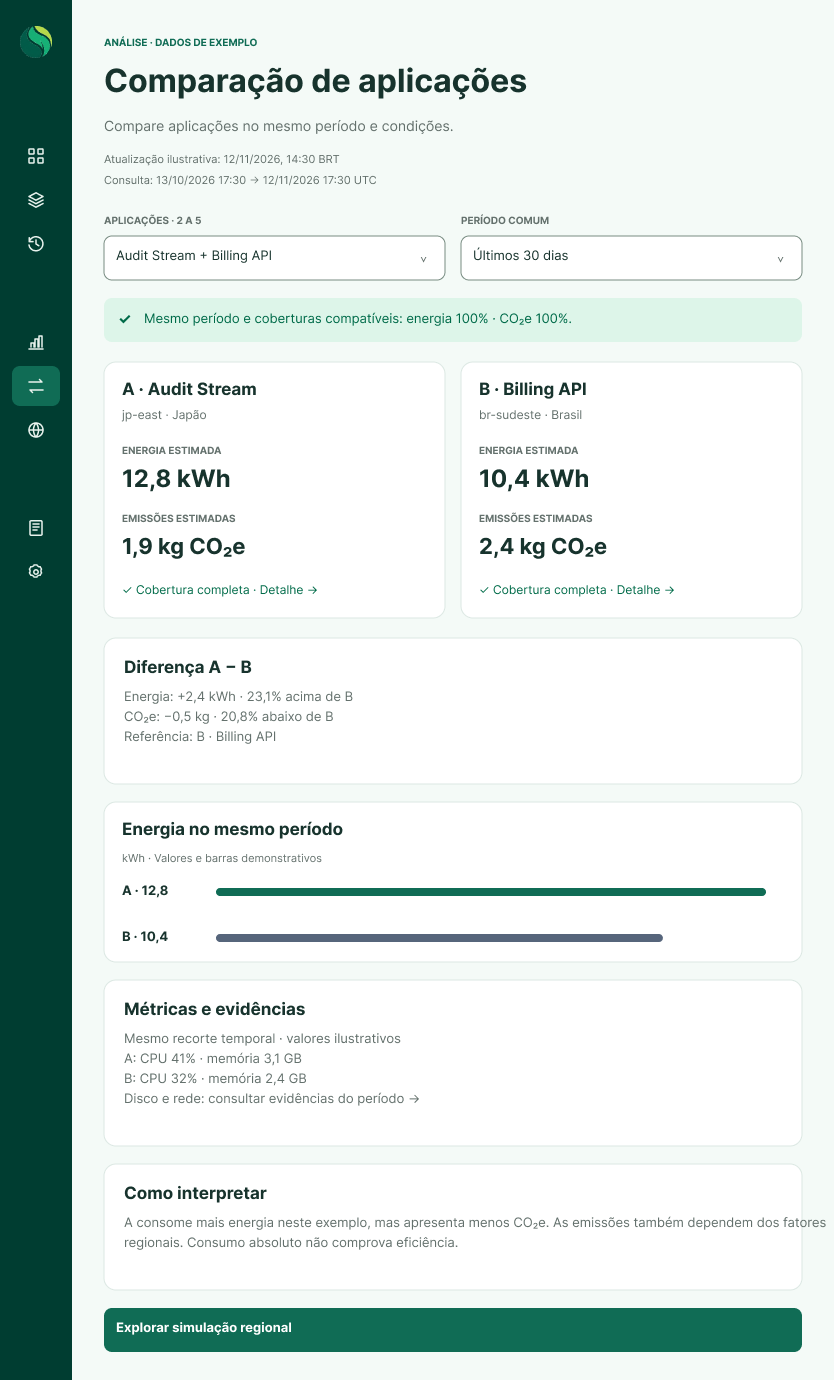 ANÁLISE · DADOS DE EXEMPLO
Comparação de aplicações
Compare aplicações no mesmo período e condições.
Atualização ilustrativa: 12/11/2026, 14:30 BRT
Consulta: 13/10/2026 17:30 → 12/11/2026 17:30 UTC
APLICAÇÕES · 2 A 5
Audit Stream + Billing API
PERÍODO COMUM
Últimos 30 dias
✓ Mesmo período e coberturas compatíveis: energia 100% · CO₂e 100%.
A · Audit Stream
jp-east · Japão
ENERGIA ESTIMADA
12,8 kWh
EMISSÕES ESTIMADAS
1,9 kg CO₂e
✓ Cobertura completa · Detalhe →
B · Billing API
br-sudeste · Brasil
ENERGIA ESTIMADA
10,4 kWh
EMISSÕES ESTIMADAS
2,4 kg CO₂e
✓ Cobertura completa · Detalhe →
Diferença A − B
Energia: +2,4 kWh · 23,1% acima de B
CO₂e: −0,5 kg · 20,8% abaixo de B
Referência: B · Billing API
Energia no mesmo período
kWh · Valores e barras demonstrativos
A · 12,8
B · 10,4
Métricas e evidências
Mesmo recorte temporal · valores ilustrativos
A: CPU 41% · memória 3,1 GB
B: CPU 32% · memória 2,4 GB
Disco e rede: consultar evidências do período →
Como interpretar
A consome mais energia neste exemplo, mas apresenta menos CO₂e. As emissões também dependem dos fatores
regionais. Consumo absoluto não comprova eficiência.
Explorar simulação regional